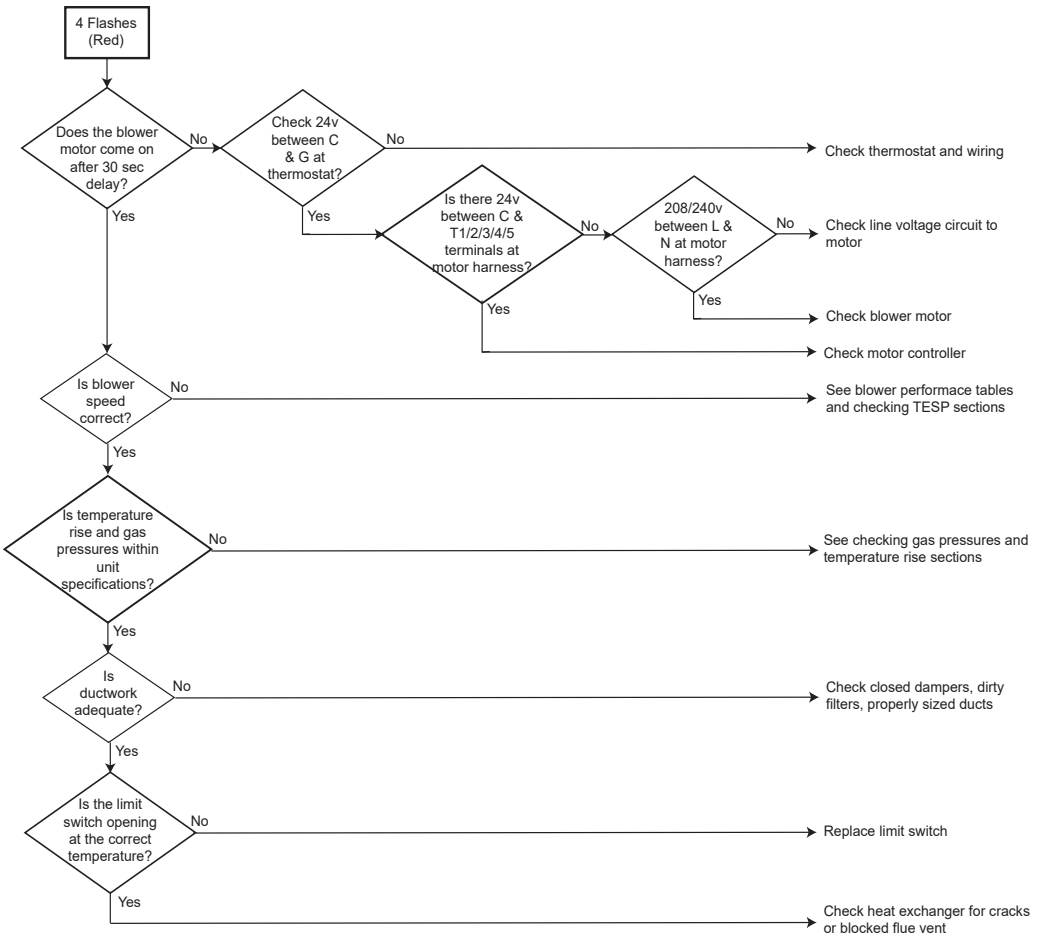 4 Flashes
(Red)
Does the blower
motor come on
after 30 sec
delay?
No
Yes
Check 24v
between C
& G at
thermostat?
No
Yes
Check thermostat and wiring
Is there 24v
between C &
T1/2/3/4/5
terminals at
motor harness?
No
Yes
208/240v
between L &
N at motor
harness?
No
Yes
Check line voltage circuit to
motor
Check blower motor
Check motor controller
Is blower
speed
correct?
No
Yes
See blower performace tables
and checking TESP sections
Is temperature
rise and gas
pressures within
unit
specifications?
No
Yes
See checking gas pressures and
temperature rise sections
Is
ductwork
adequate?
No
Yes
Check closed dampers, dirty
filters, properly sized ducts
Is the limit
switch opening
at the correct
temperature?
No
Yes
Replace limit switch
Check heat exchanger for cracks
or blocked flue vent